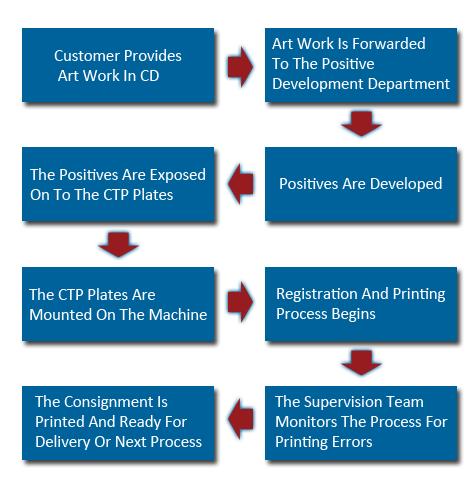 Customer Provides
Art Work In CD
Art Work Is Forwarded
To The Positive
Development Department
Positives Are Developed
The Positives Are Exposed
On To The CTP Plates
The CTP Plates Are
Mounted On The Machine
Registration And Printing
Process Begins
The Supervision Team
Monitors The Process For
Printing Errors
The Consignment Is
Printed And Ready For
Delivery Or Next Process